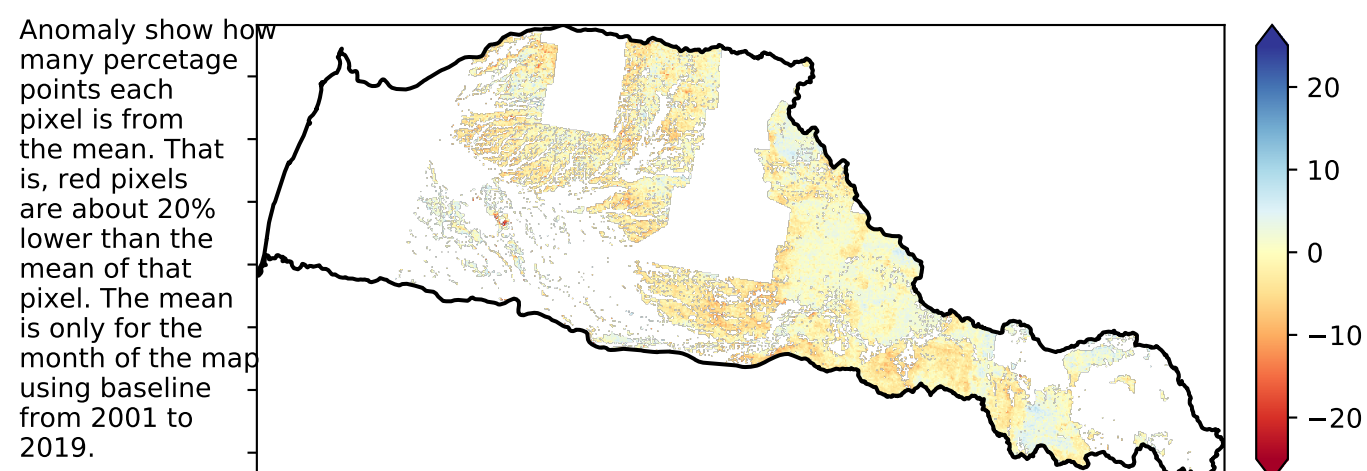 Anomaly show how
many percetage
points each
pixel is from
the mean. That
is, red pixels
are about 20%
lower than the
mean of that
pixel. The mean
is only for the
month of the map
using baseline
from 2001 to
2019.
20
10
0
−10
−20